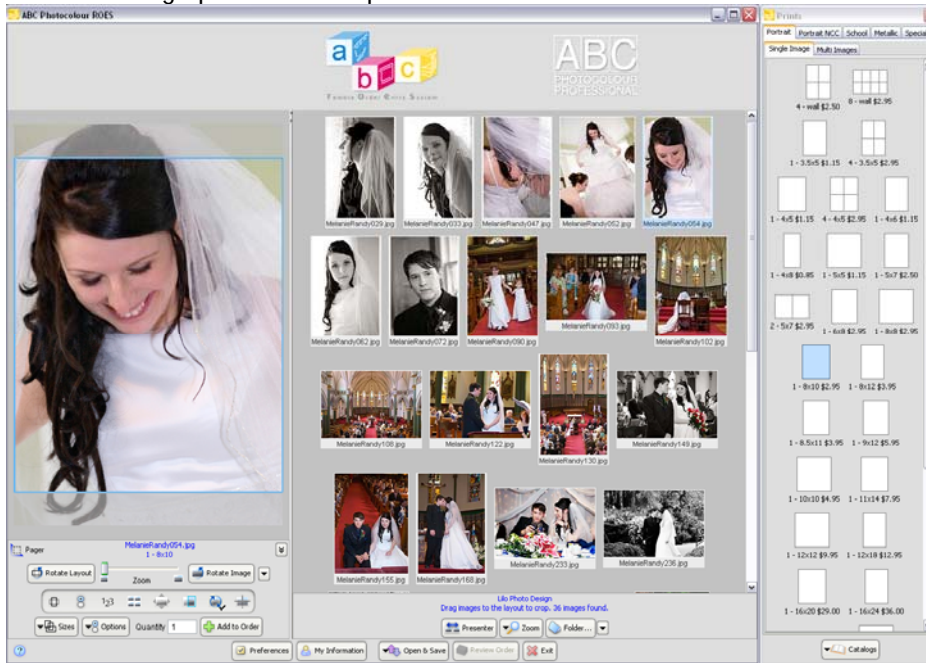 ABC Photocolour ROES
a b c
ABC
PHOTOCOLOUR
PROFESSIONAL
MelanieRandy029.jpg
MelanieRandy033.jpg
MelanieRandy047.jpg
MelanieRandy052.jpg
MelanieRandy054.jpg
MelanieRandy062.jpg
MelanieRandy072.jpg
MelanieRandy080.jpg
MelanieRandy093.jpg
MelanieRandy102.jpg
MelanieRandy108.jpg
MelanieRandy122.jpg
MelanieRandy130.jpg
MelanieRandy149.jpg
MelanieRandy155.jpg
MelanieRandy168.jpg
MelanieRandy233.jpg
MelanieRandy236.jpg
Lilo Photo Design
Drag images to the layout to crop. 36 images found.
Presenter
Zoom
Folder...
Pager
MelanieRandy054.jpg
1 - 8x10
Rotate Layout
Zoom
Rotate Image
123
Sizes
Options
Quantity 1
Add to Order
Preferences
My Information
Open & Save
Review Order
Exit
Prints
Portrait Portrait NCC School Metallic Special
Single Image Multi Images
4 - wall $2.50 8 - wall $2.95
1 - 3.5x5 $1.15 4 - 3.5x5 $2.95
1 - 4x5 $1.15 4 - 4x5 $2.95 1 - 4x6 $1.15
1 - 4x8 $0.85 1 - 5x5 $1.15 1 - 5x7 $2.50
2 - 5x7 $2.95 1 - 6x8 $2.95 1 - 8x8 $2.95
1 - 8x10 $2.95 1 - 8x12 $3.95
1 - 8.5x11 $3.95 1 - 9x12 $5.95
1 - 10x10 $4.95 1 - 11x14 $7.95
1 - 12x12 $9.95 1 - 12x18 $12.95
1 - 16x20 $29.00 1 - 16x24 $36.00
Catalogs